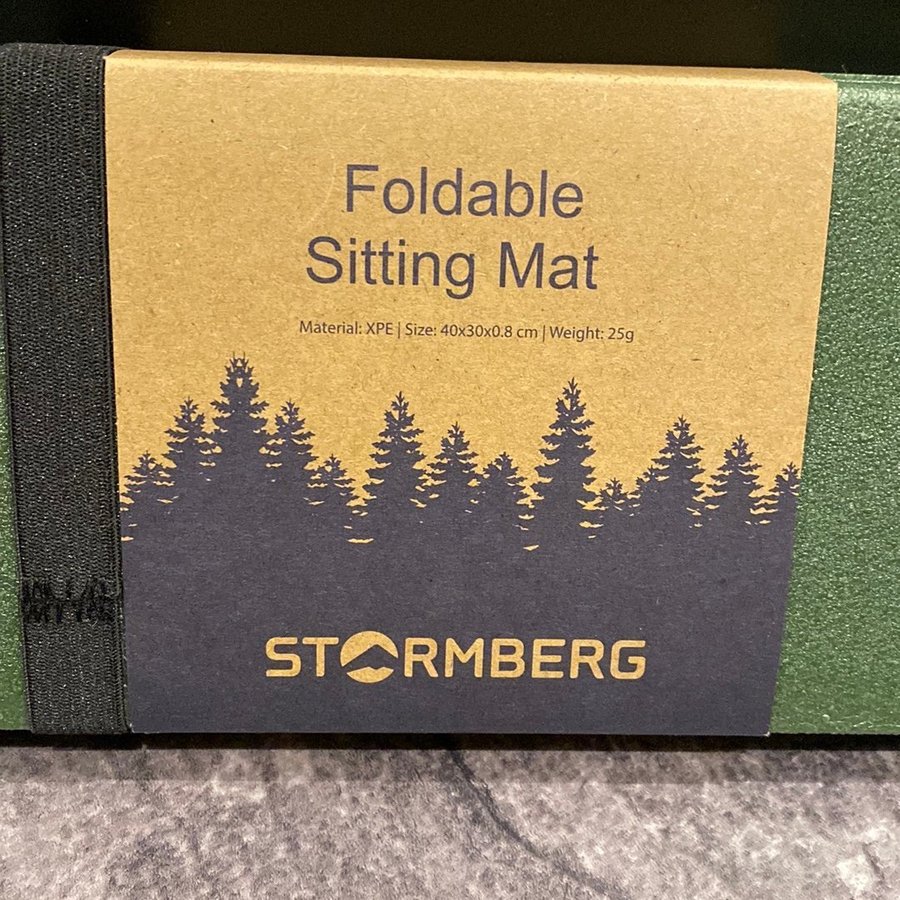 Foldable
Sitting Mat
Material: XPE | Size: 40x30x0.8 cm | Weight: 25g
STORMBERG